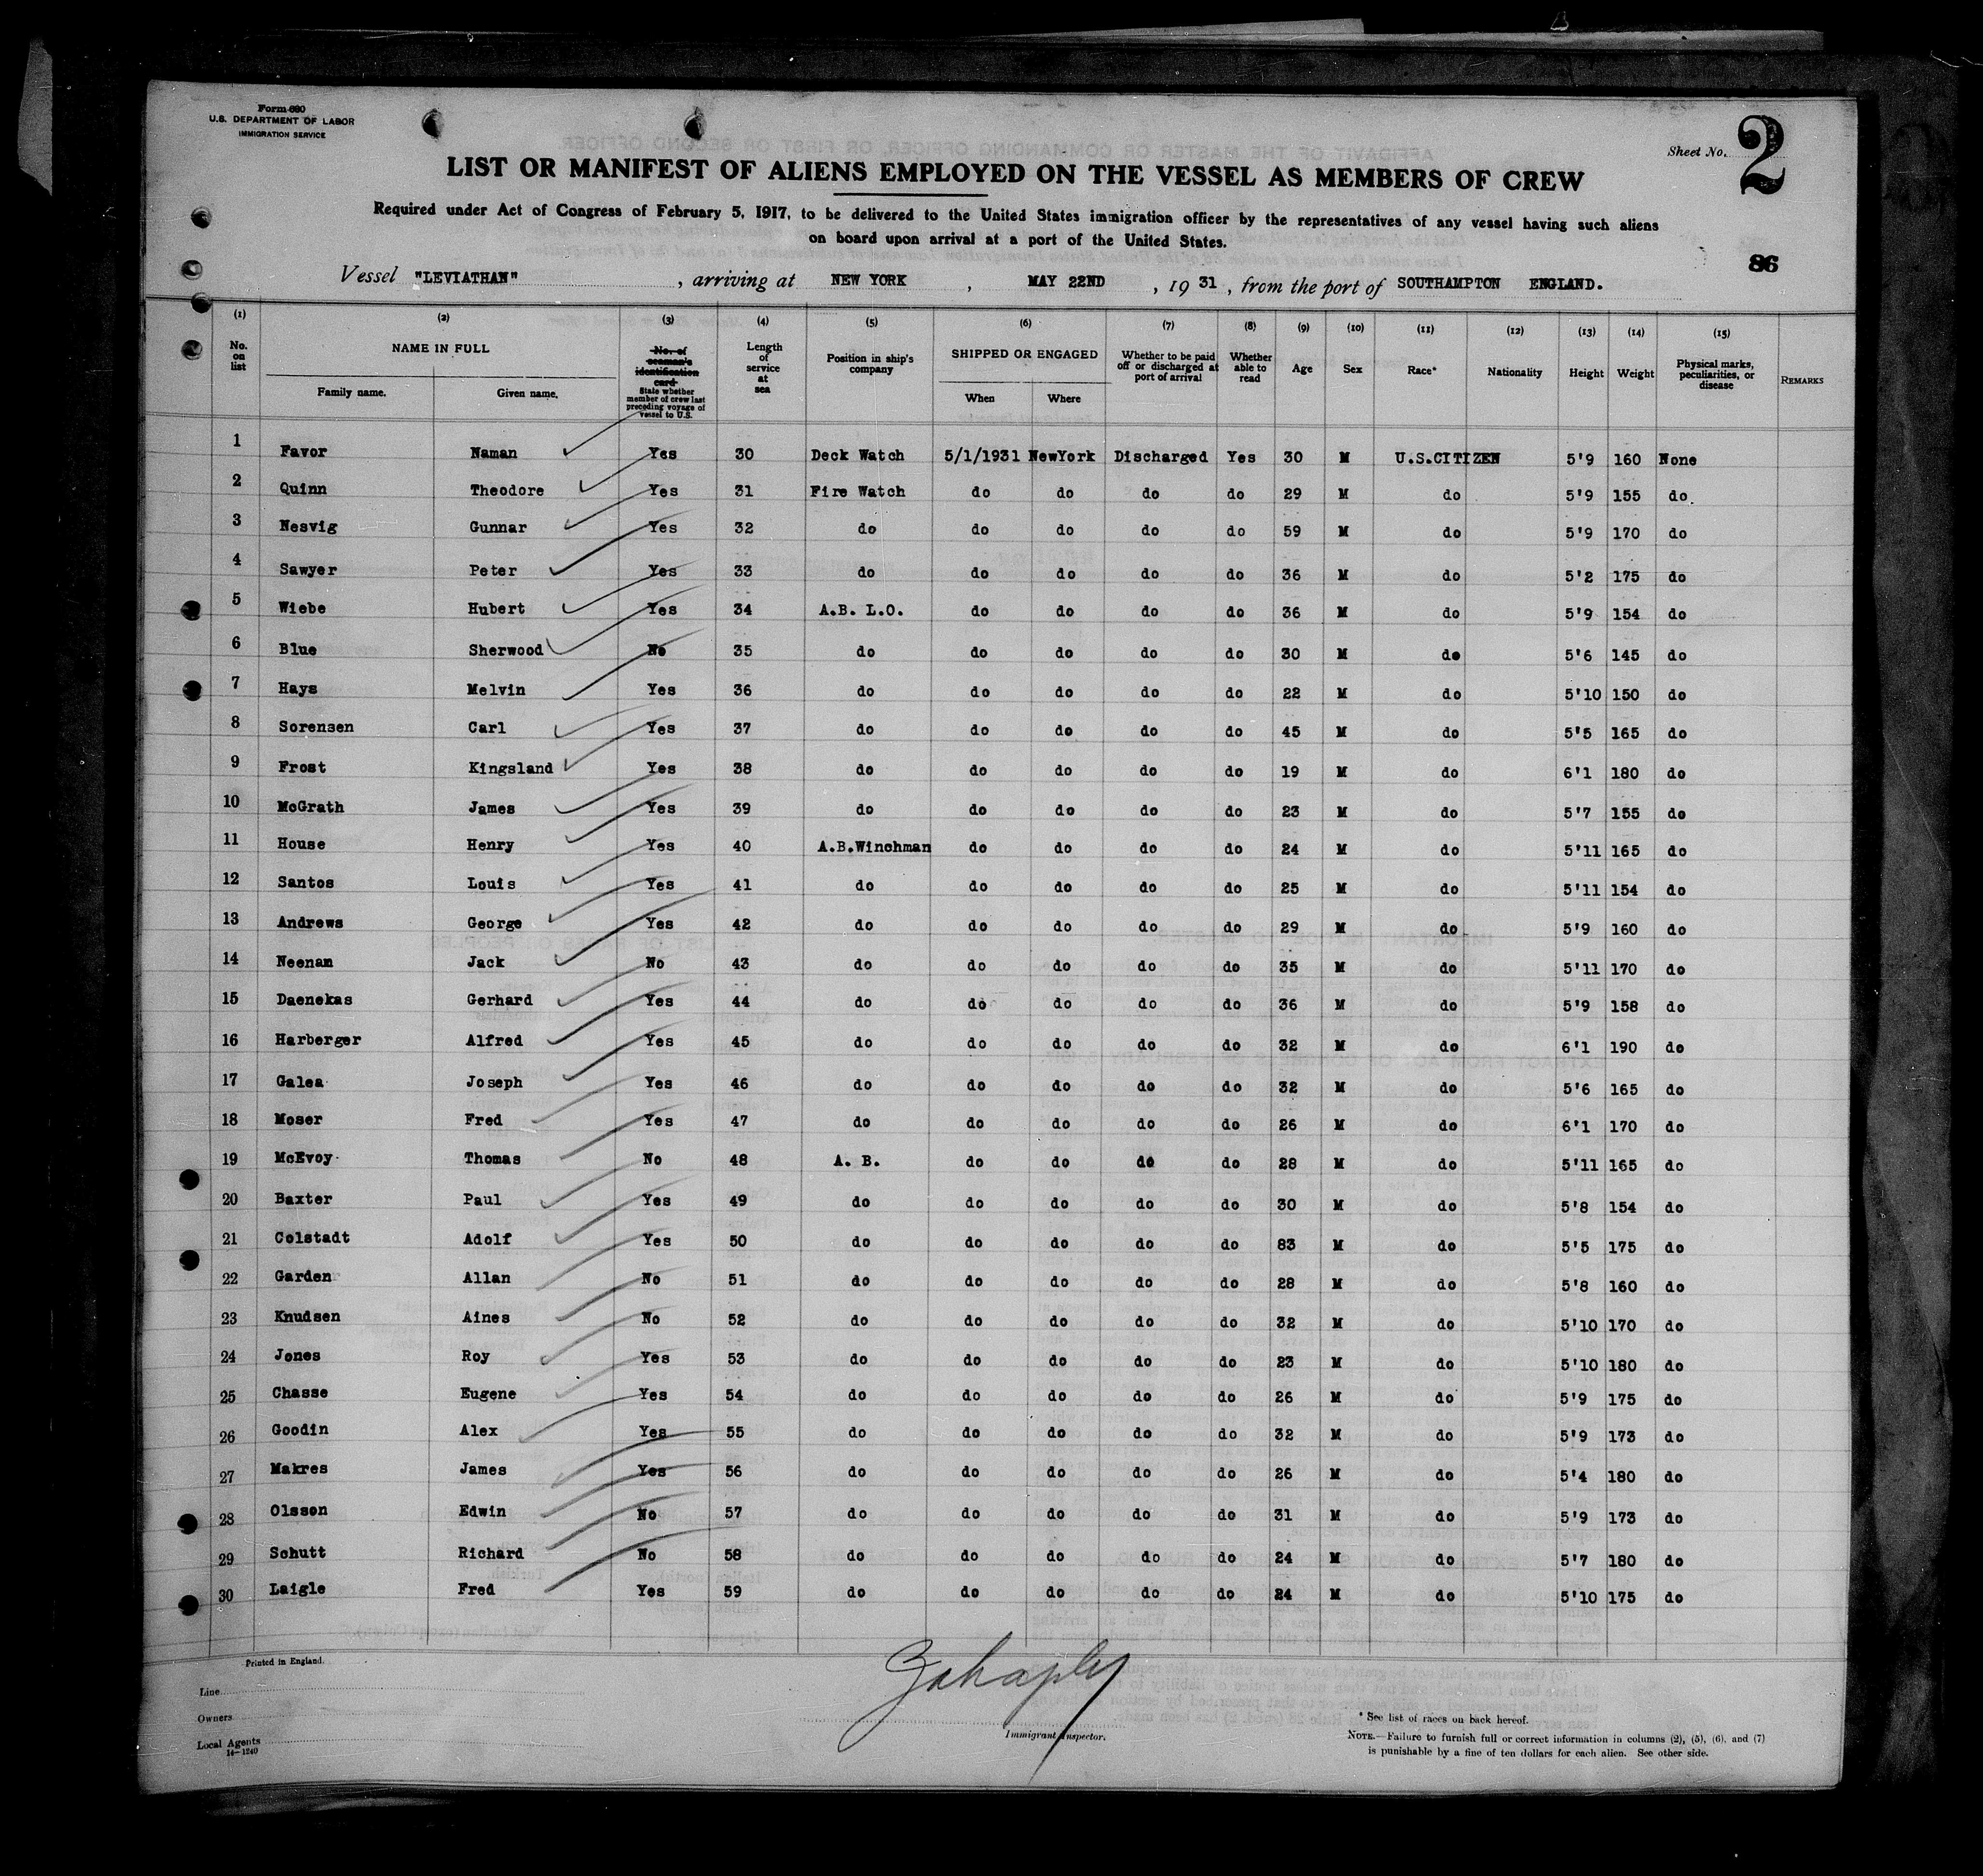 Form 680
U.S. DEPARTMENT OF LABOR
IMMIGRATION SERVICE
Sheet No. 2
LIST OR MANIFEST OF ALIENS EMPLOYED ON THE VESSEL AS MEMBERS OF CREW
Required under Act of Congress of February 5, 1917, to be delivered to the United States immigration officer by the representatives of any vessel having such aliens
on board upon arrival at a port of the United States.
86
Vessel "LEVIATHAN", arriving at NEW YORK, MAY 22ND, 1931, from the port of SOUTHAMPTON ENGLAND.
(1) (2) (3) (4) (5) (6) (7) (8) (9) (10) (11) (12) (13) (14) (15)
No. on list NAME IN FULL Family name. Given name. No. of seaman's identification card State whether member of crew last preceding voyage of vessel to U.S. Length of service at sea Position in ship's company SHIPPED OR ENGAGED When Where Whether to be paid off or discharged at port of arrival Whether able to read Age Sex Race* Nationality Height Weight Physical marks, peculiarities, or disease REMARKS
1 Favor Naman Yes 30 Deck Watch 5/1/1931 NewYork Discharged Yes 30 M U.S.CITIZEN 5'9 160 None
2 Quinn Theodore Yes 31 Fire Watch do do do do 29 M do 5'9 155 do.
3 Nesvig Gunnar Yes 32 do do do do do 59 M do 5'9 170 do
4 Sawyer Peter Yes 33 do do do do do 36 M do 5'2 175 do
5 Wiebe Hubert Yes 34 A.B. L.O. do do do do 36 M do 5'9 154 do
6 Blue Sherwood No 35 do do do do do 30 M do 5'6 145 do
7 Hays Melvin Yes 36 do do do do do 22 M do 5'10 150 do
8 Sorensen Carl Yes 37 do do do do do 45 M do 5'5 165 do
9 Frost Kingsland Yes 38 do do do do do 19 M do 6'1 180 do
10 McGrath James Yes 39 do do do do do 23 M do 5'7 155 do
11 House Henry Yes 40 A.B.Winchman do do do do 24 M do 5'11 165 do
12 Santos Louis Yes 41 do do do do do 25 M do 5'11 154 do
13 Andrews George Yes 42 do do do do do 29 M do 5'9 160 do
14 Neenan Jack No 43 do do do do do 35 M do 5'11 170 do
15 Daenekas Gerhard Yes 44 do do do do do 36 M do 5'9 158 do
16 Harberger Alfred Yes 45 do do do do do 32 M do 6'1 190 do
17 Galea Joseph Yes 46 do do do do do 32 M do 5'6 165 do
18 Moser Fred Yes 47 do do do do do 26 M do 6'1 170 do
19 McEvoy Thomas No 48 A. B. do do do do 28 M do 5'11 165 do
20 Baxter Paul Yes 49 do do do do do 30 M do 5'8 154 do
21 Colstadt Adolf Yes 50 do do do do do 83 M do 5'5 175 do
22 Garden Allan No 51 do do do do do 28 M do 5'8 160 do
23 Knudsen Aines No 52 do do do do do 32 M do 5'10 170 do
24 Jones Roy Yes 53 do do do do do 23 M do 5'10 180 do
25 Chasse Eugene Yes 54 do do do do do 26 M do 5'9 175 do
26 Goodin Alex Yes 55 do do do do do 32 M do 5'9 173 do
27 Makres James Yes 56 do do do do do 26 M do 5'4 180 do
28 Olsson Edwin No 57 do do do do do 31 M do 5'9 173 do
29 Schutt Richard No 58 do do do do do 24 M do 5'7 180 do
30 Laigle Fred Yes 59 do do do do do 24 M do 5'10 175 do
Printed in England.
Line
Owners
Local Agents
14-1240
Immigrant Inspector.
* See list of races on back hereof.
NOTE.—Failure to furnish full or correct information in columns (2), (5), (6), and (7)
is punishable by a fine of ten dollars for each alien. See other side.